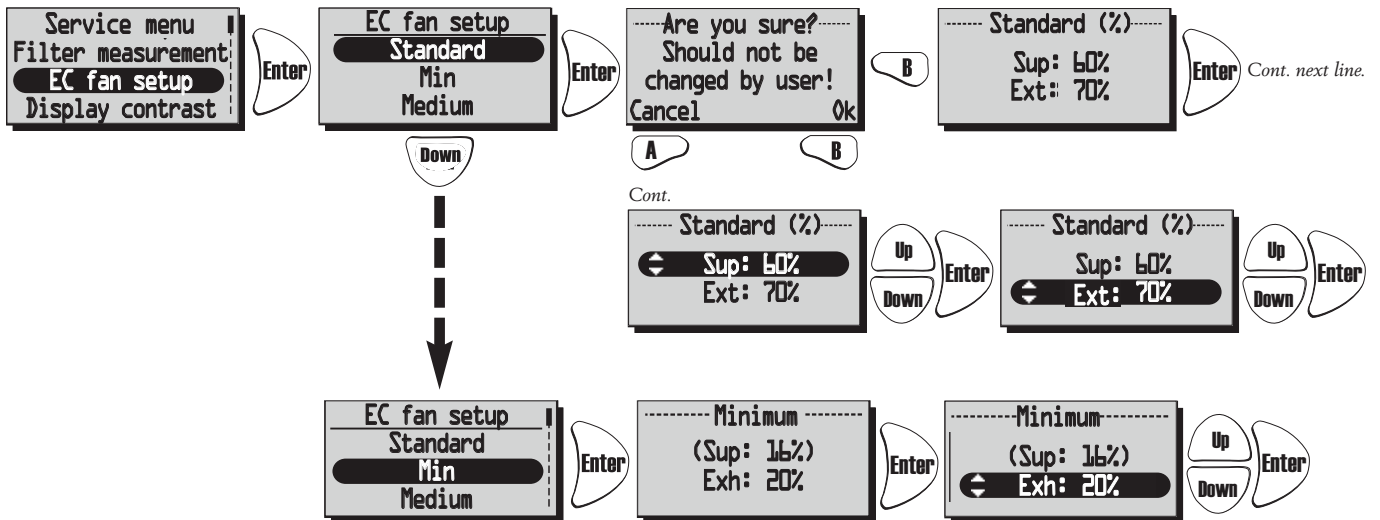 Service menu
Filter measurement
EC fan setup
Display contrast
Enter
EC fan setup
Standard
Min
Medium
Enter
Are you sure?
Should not be
changed by user!
Cancel Ok
B
Standard (%)
Sup: 60%
Ext: 70%
Enter
Cont. next line.
Down
A
B
Cont.
Standard (%)
Sup: 60%
Ext: 70%
Up
Down
Enter
Standard (%)
Sup: 60%
Ext: 70%
Up
Down
Enter
EC fan setup
Standard
Min
Medium
Enter
Minimum
(Sup: 16%)
Exh: 20%
Enter
Minimum
(Sup: 16%)
Exh: 20%
Up
Down
Enter